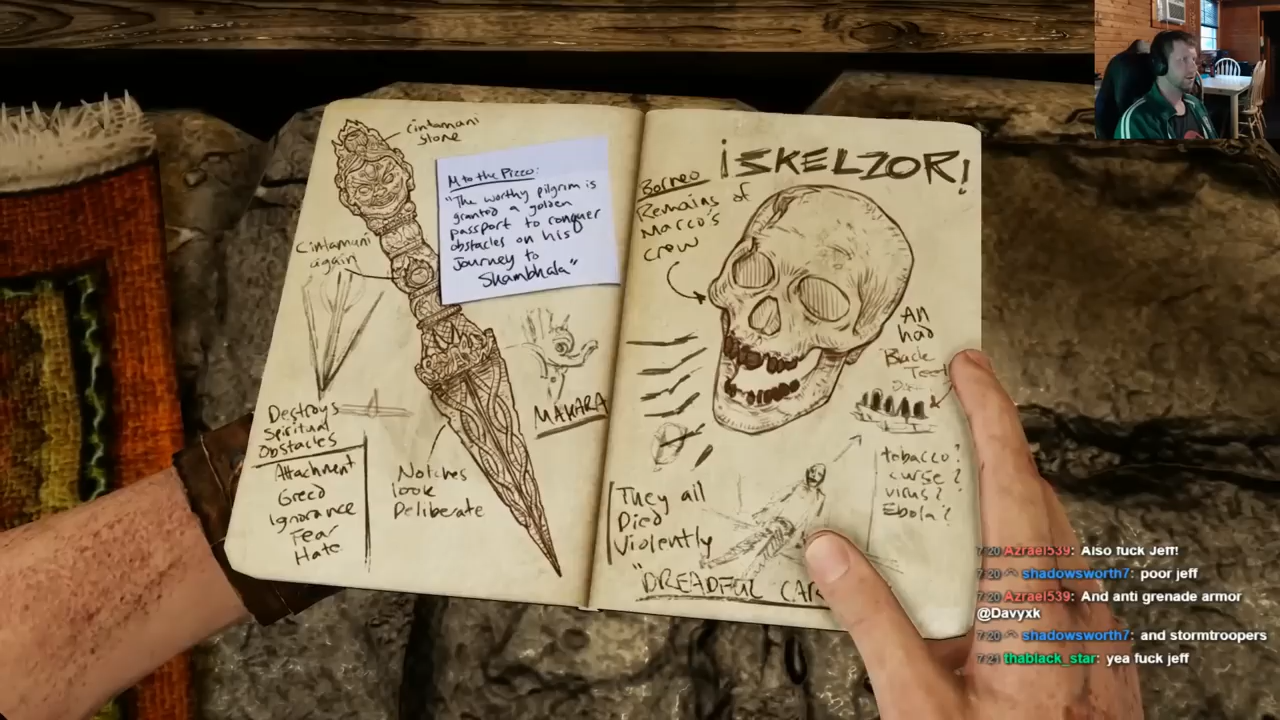 cintamani
stone
M to the Pizzo:
"The worthy pilgrim is
granted a golden
passport to conquer
obstacles on his
Journey to
Shambhala"
Cintamani
again
MAKARA
Destroys
Spiritual
Obstacles
Attachment
Greed
Ignorance
Fear
Hate
Notches
look
Deliberate
¡SKELZOR!
Borneo
Remains of
Marco's
crew
All
had
Back
Teet
tobacco?
curse?
virus?
Ebola?
They all
Died
Violently
"DREADFUL CAR
7:20 Azrael539: Also fuck Jeff!
7:20 shadowsworth7: poor jeff
7:20 Azrael539: And anti grenade armor
@Davyxk
7:20 shadowsworth7: and stormtroopers
7:21 thablack_star: yea fuck jeff